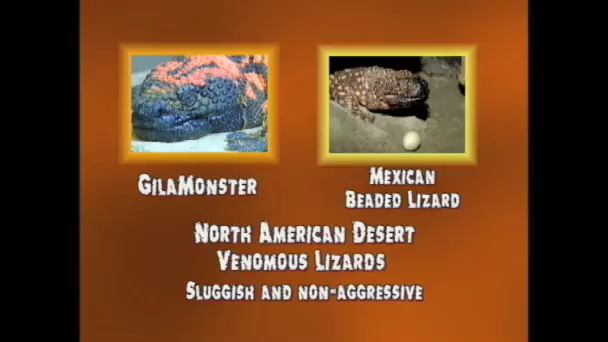 GilaMonster
Mexican
Beaded Lizard
North American Desert
Venomous Lizards
Sluggish and non-aggressive